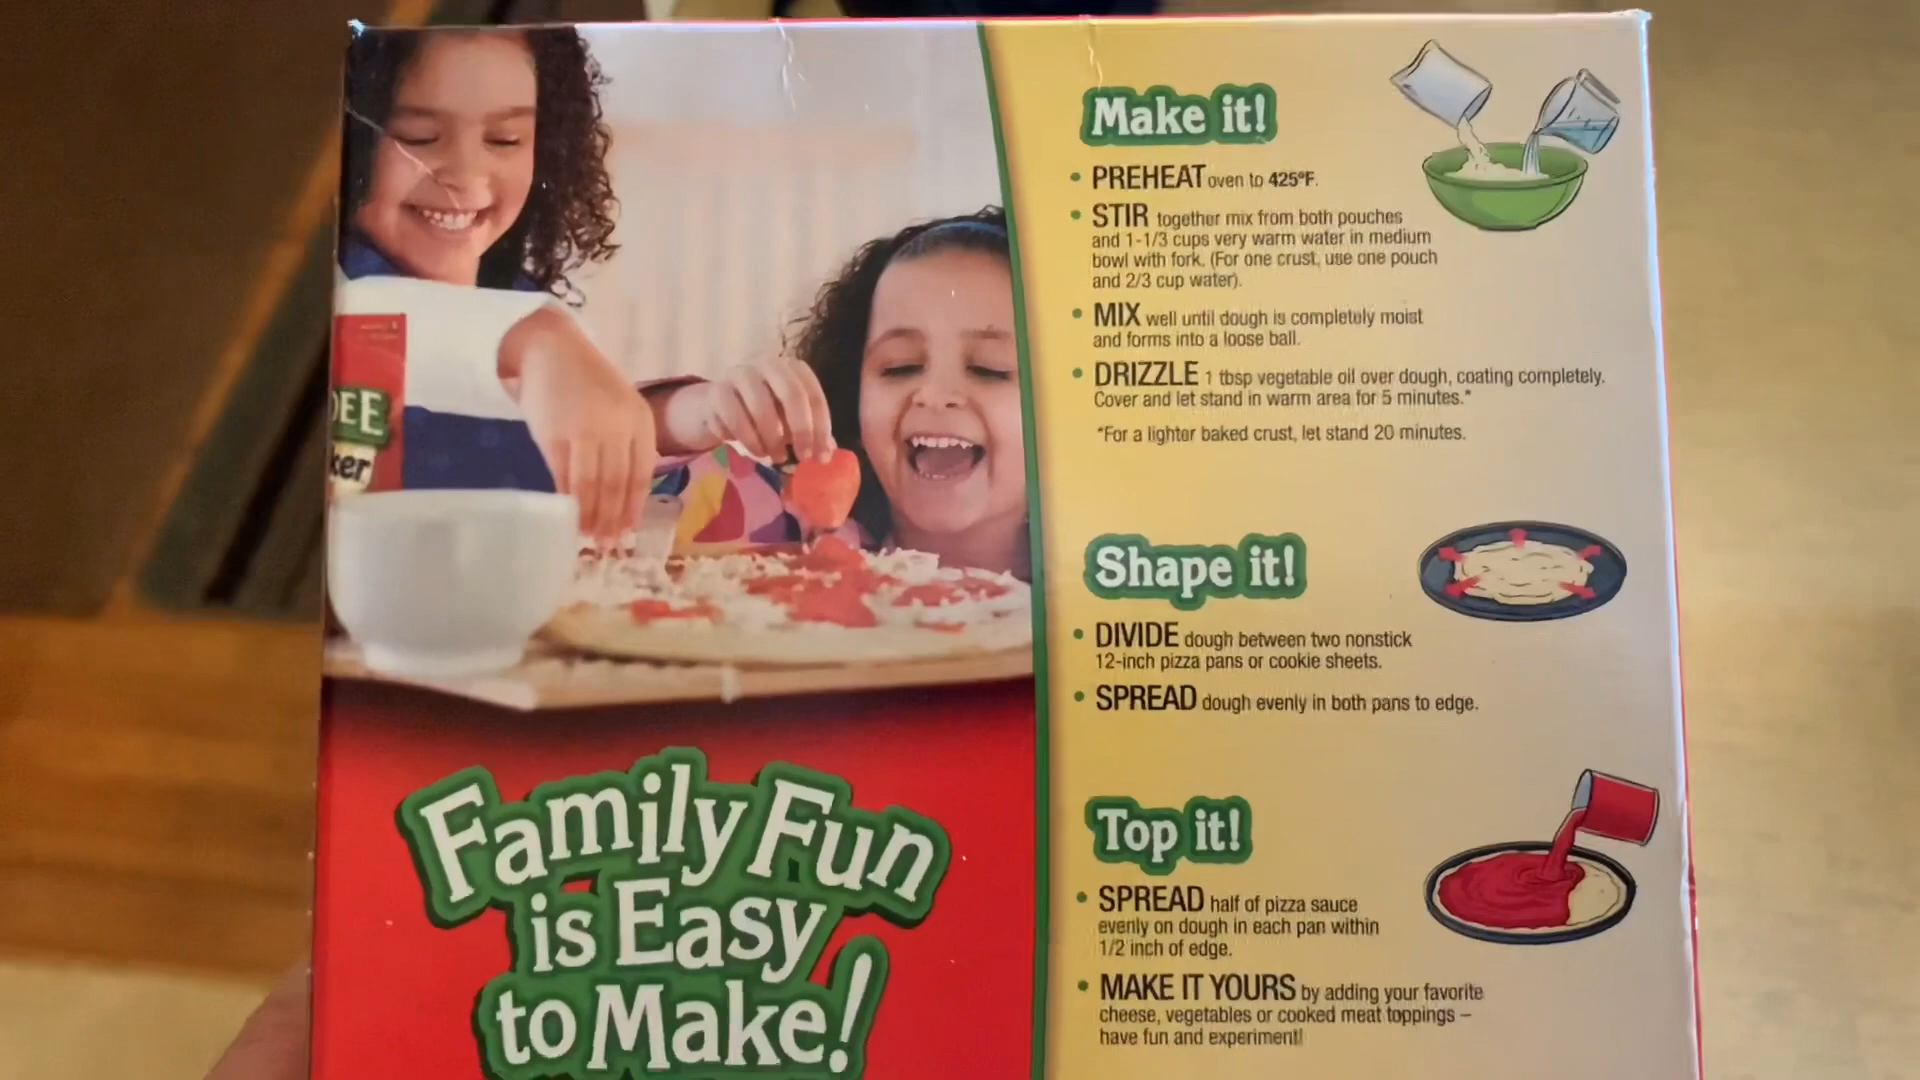 DEE
ker
Family Fun
is Easy
to Make!
Make it!
• PREHEAT oven to 425°F.
• STIR together mix from both pouches
and 1-1/3 cups very warm water in medium
bowl with fork. (For one crust, use one pouch
and 2/3 cup water).
• MIX well until dough is completely moist
and forms into a loose ball.
• DRIZZLE 1 tbsp vegetable oil over dough, coating completely.
Cover and let stand in warm area for 5 minutes.*
*For a lighter baked crust, let stand 20 minutes.
Shape it!
• DIVIDE dough between two nonstick
12-inch pizza pans or cookie sheets.
• SPREAD dough evenly in both pans to edge.
Top it!
• SPREAD half of pizza sauce
evenly on dough in each pan within
1/2 inch of edge.
• MAKE IT YOURS by adding your favorite
cheese, vegetables or cooked meat toppings –
have fun and experiment!